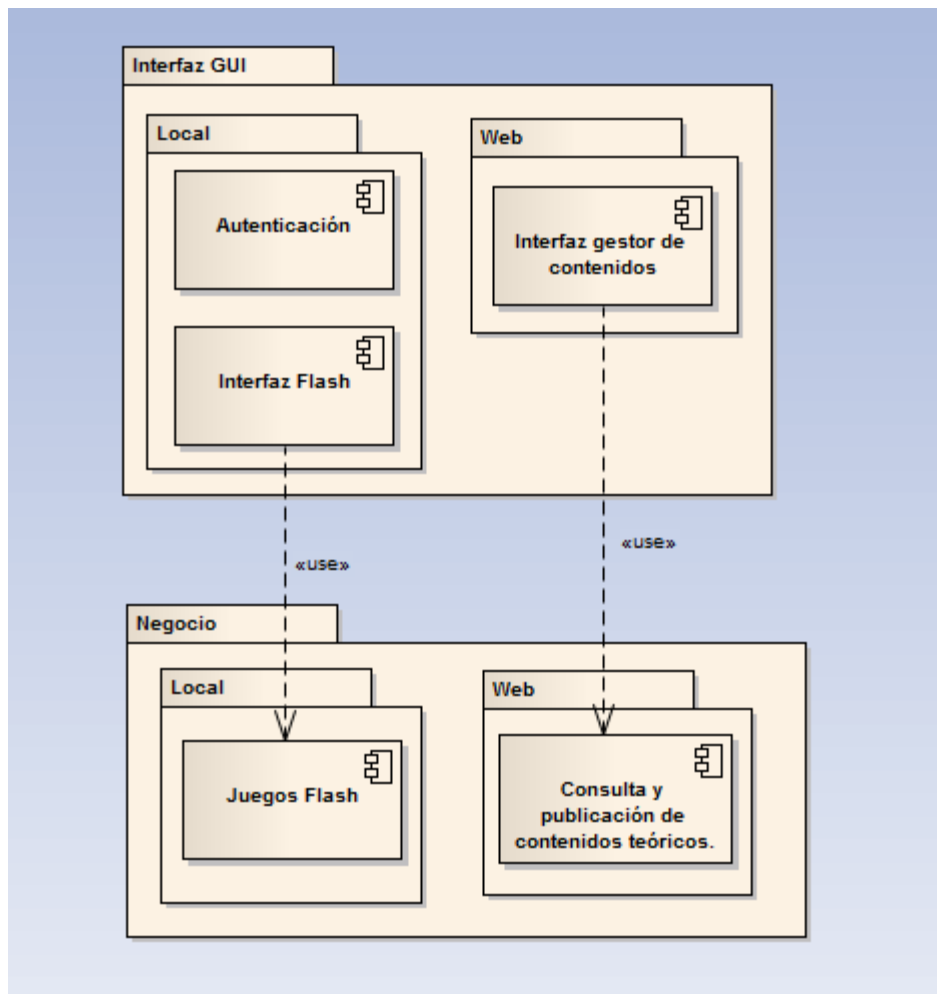 Interfaz GUI
Local
Web
Autenticación
Interfaz gestor de
contenidos
Interfaz Flash
«use»
«use»
Negocio
Local
Web
Juegos Flash
Consulta y
publicación de
contenidos teóricos.